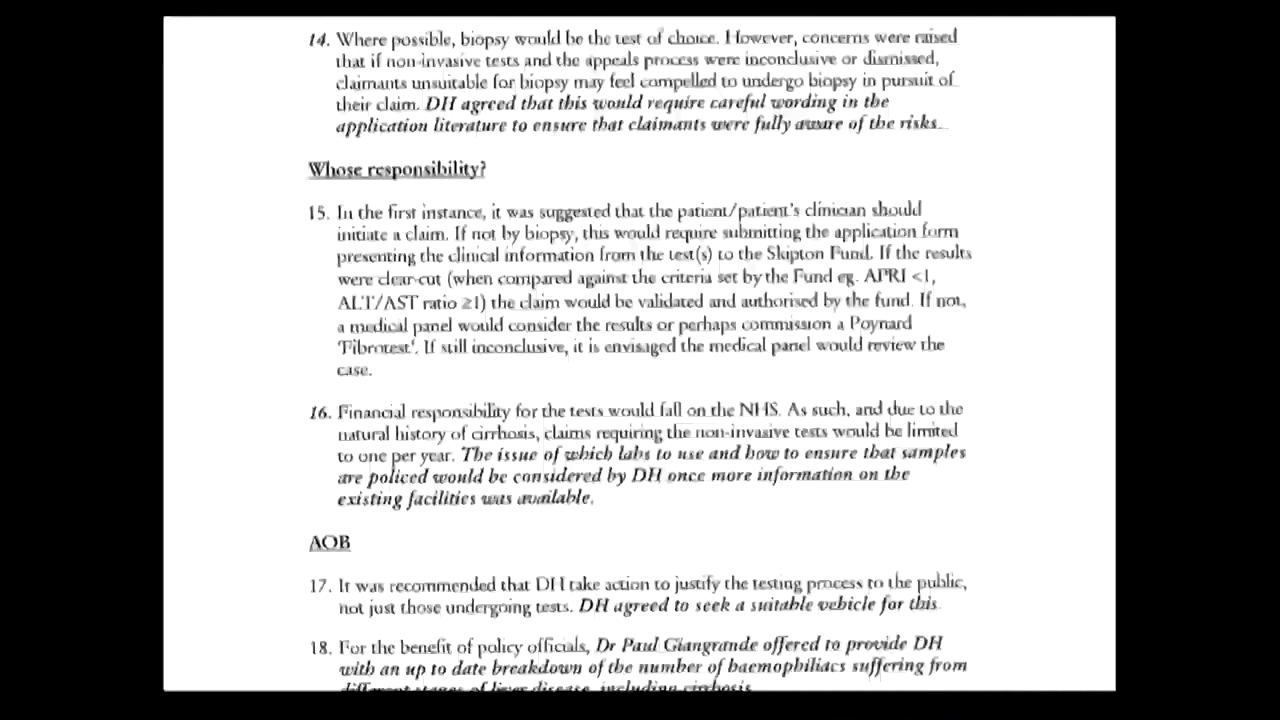 14. Where possible, biopsy would be the test of choice. However, concerns were raised
that if non-invasive tests and the appeals process were inconclusive or dismissed,
claimants unsuitable for biopsy may feel compelled to undergo biopsy in pursuit of
their claim. DH agreed that this would require careful wording in the
application literature to ensure that claimants were fully aware of the risks.
Whose responsibility?
15. In the first instance, it was suggested that the patient/patient's clinician should
initiate a claim. If not by biopsy, this would require submitting the application form
presenting the clinical information from the test(s) to the Skipton Fund. If the results
were clear-cut (when compared against the criteria set by the Fund eg. APRI <1,
ALT/AST ratio ≥1) the claim would be validated and authorised by the fund. If not,
a medical panel would consider the results or perhaps commission a Poynard
'Fibrotest'. If still inconclusive, it is envisaged the medical panel would review the
case.
16. Financial responsibility for the tests would fall on the NHS. As such, and due to the
natural history of cirrhosis, claims requiring the non-invasive tests would be limited
to one per year. The issue of which labs to use and how to ensure that samples
are policed would be considered by DH once more information on the
existing facilities was available.
AOB
17. It was recommended that DH take action to justify the testing process to the public,
not just those undergoing tests. DH agreed to seek a suitable vehicle for this
18. For the benefit of policy officials, Dr Paul Giangrande offered to provide DH
with an up to date breakdown of the number of haemophiliacs suffering from
different stages of liver disease, including cirrhosis